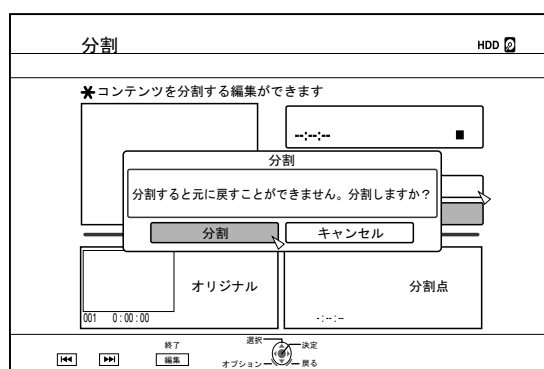 分割
HDD
コンテンツを分割する編集ができます
--:--:--
分割
分割すると元に戻すことができません。分割しますか？
分割 キャンセル
オリジナル
001 0:00:00
分割点
-:--:--
終了
編集
選択
決定
オプション
戻る